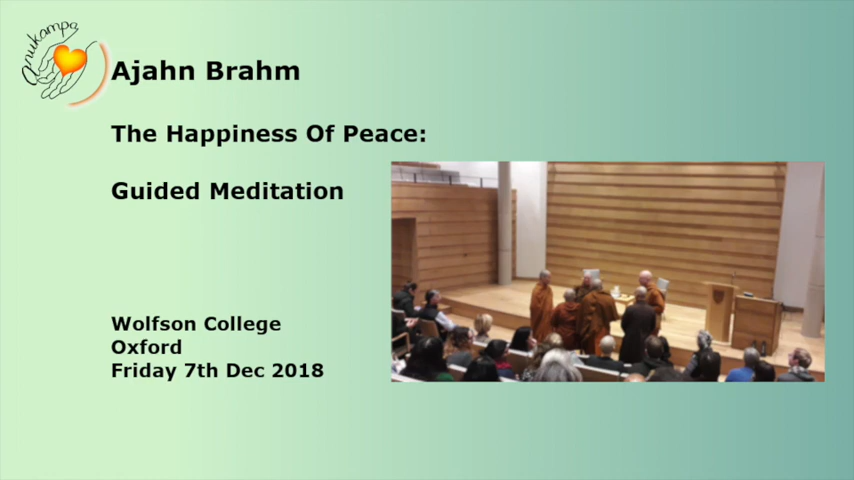 Anukampa
Ajahn Brahm
The Happiness Of Peace:
Guided Meditation
Wolfson College
Oxford
Friday 7th Dec 2018